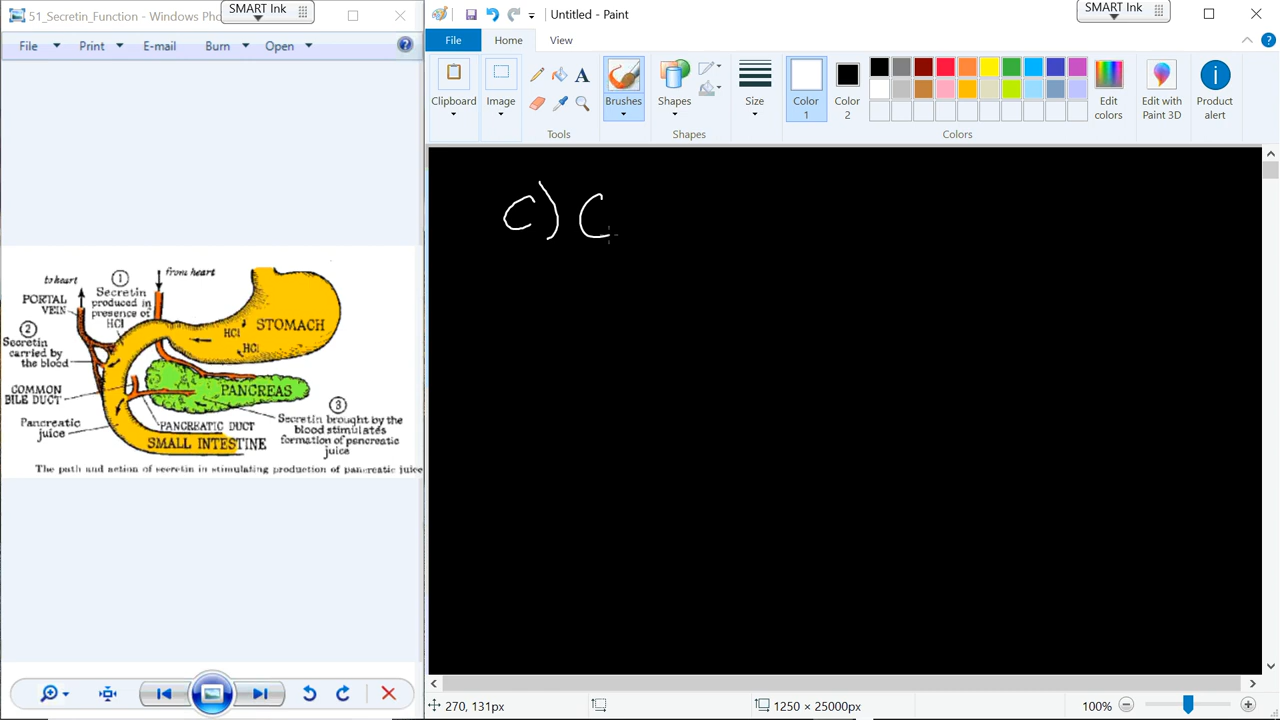 51_Secretin_Function - Windows Pho
SMART Ink
Untitled - Paint
SMART Ink
File Print E-mail Burn Open
File Home View
Clipboard
Image
Tools
Brushes
Shapes
Shapes
Size
Color 1
Color 2
Colors
Edit colors
Edit with Paint 3D
Product alert
c) C
to heart
from heart
PORTAL VEIN
1
Secretin produced in presence of HCl
2
Secretin carried by the blood
STOMACH
HCl
HCl
COMMON BILE DUCT
PANCREAS
3
Pancreatic juice
PANCREATIC DUCT
Secretin brought by the blood stimulates formation of pancreatic juice
SMALL INTESTINE
The path and action of secretin in stimulating production of pancreatic juice
270, 131px
1250 × 25000px
100%